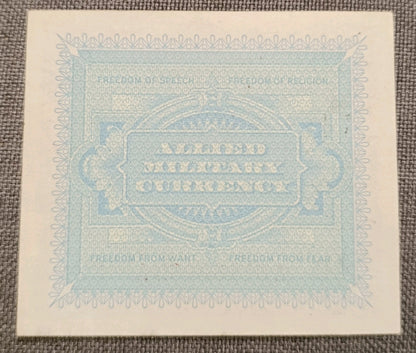 FREEDOM OF SPEECH FREEDOM OF RELIGION
ALLIED
MILITARY
CURRENCY
FREEDOM FROM WANT FREEDOM FROM FEAR